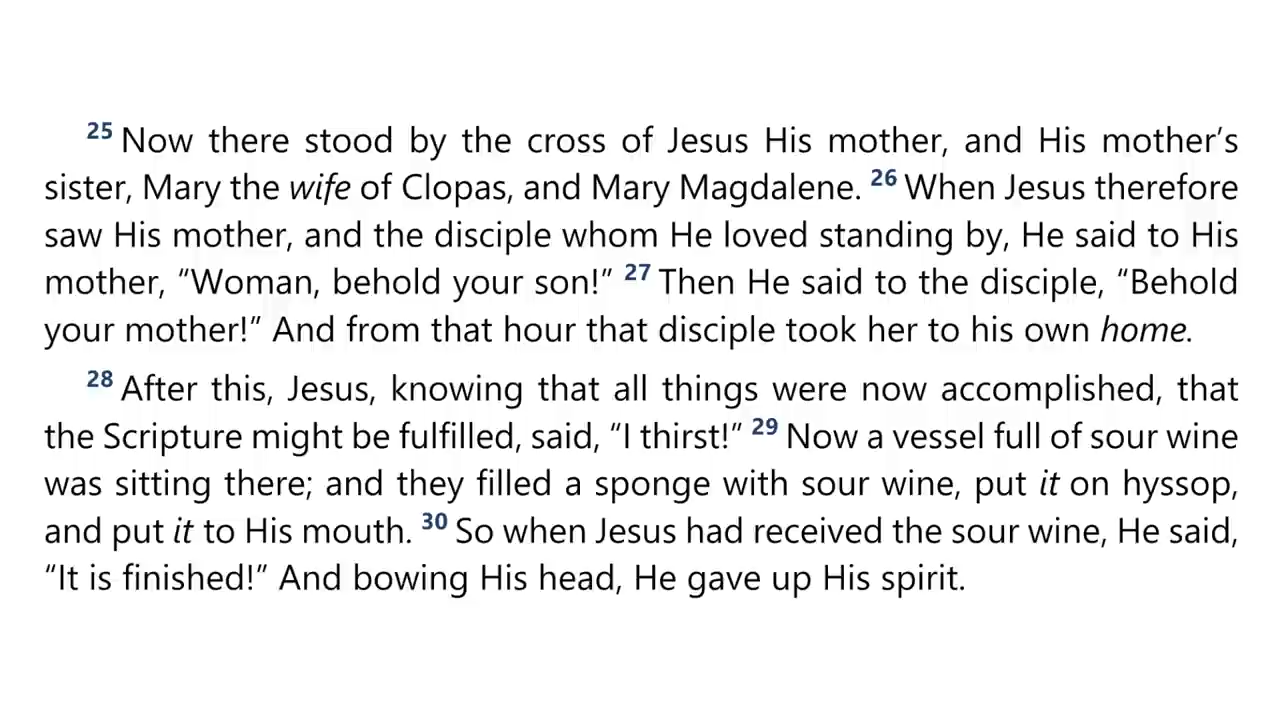 25 Now there stood by the cross of Jesus His mother, and His mother’s
sister, Mary the wife of Clopas, and Mary Magdalene. 26 When Jesus therefore
saw His mother, and the disciple whom He loved standing by, He said to His
mother, “Woman, behold your son!” 27 Then He said to the disciple, “Behold
your mother!” And from that hour that disciple took her to his own home.
28 After this, Jesus, knowing that all things were now accomplished, that
the Scripture might be fulfilled, said, “I thirst!” 29 Now a vessel full of sour wine
was sitting there; and they filled a sponge with sour wine, put it on hyssop,
and put it to His mouth. 30 So when Jesus had received the sour wine, He said,
“It is finished!” And bowing His head, He gave up His spirit.